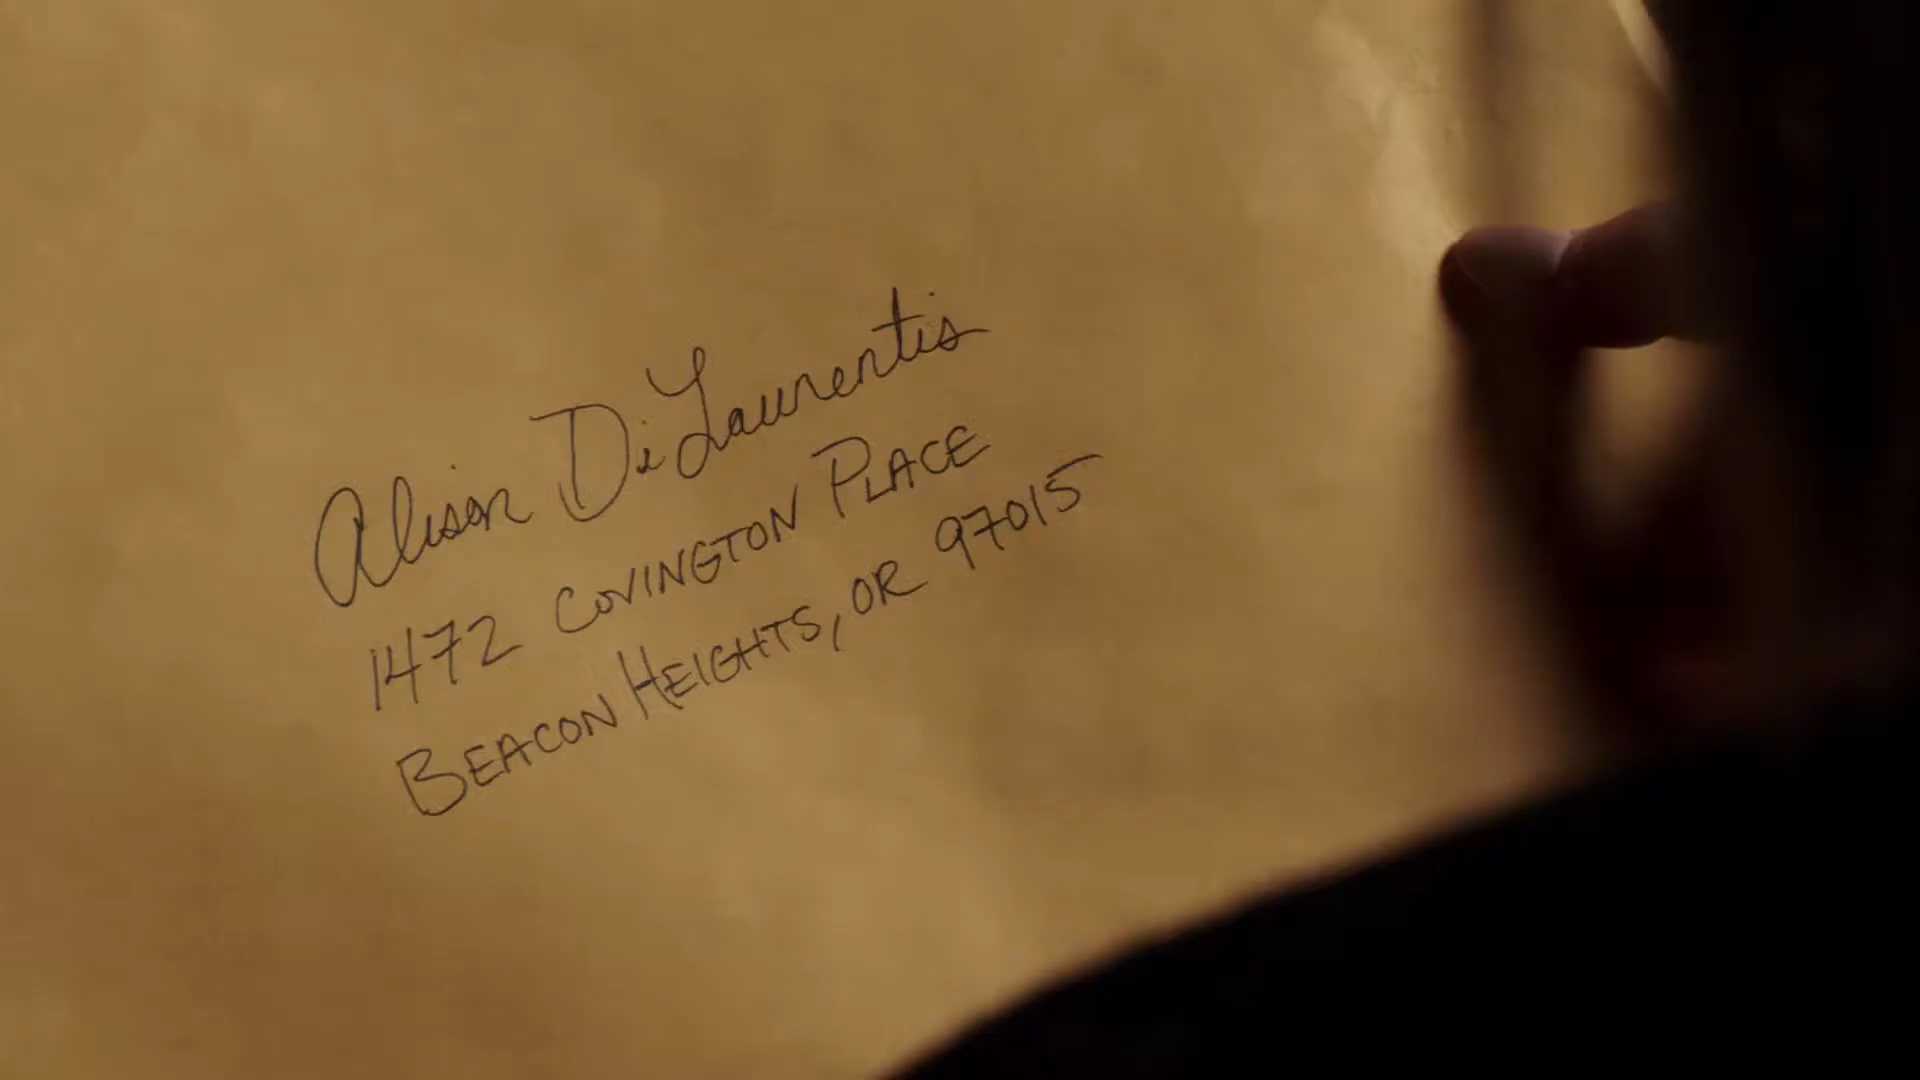 Alison DiLaurentis
1472 COVINGTON PLACE
BEACON HEIGHTS, OR 97015